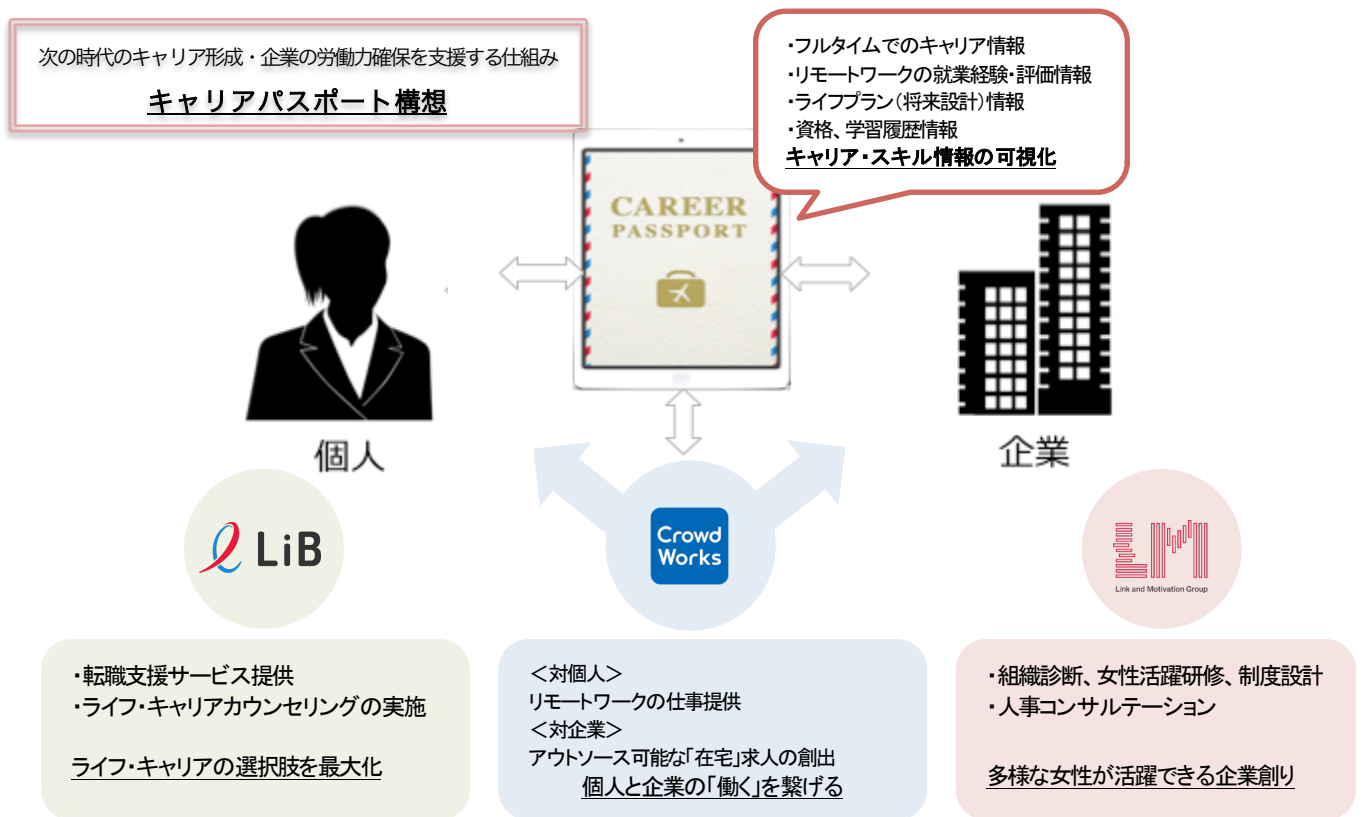 次の時代のキャリア形成・企業の労働力確保を支援する仕組み
キャリアパスポート構想
・フルタイムでのキャリア情報
・リモートワークの就業経験・評価情報
・ライフプラン（将来設計）情報
・資格、学習履歴情報
キャリア・スキル情報の可視化
CAREER
PASSPORT
個人
企業
LiB
Crowd
Works
Link and Motivation Group
・転職支援サービス提供
・ライフ・キャリアカウンセリングの実施
ライフ・キャリアの選択肢を最大化
＜対個人＞
リモートワークの仕事提供
＜対企業＞
アウトソース可能な「在宅」求人の創出
個人と企業の「働く」を繋げる
・組織診断、女性活躍研修、制度設計
・人事コンサルテーション
多様な女性が活躍できる企業創り